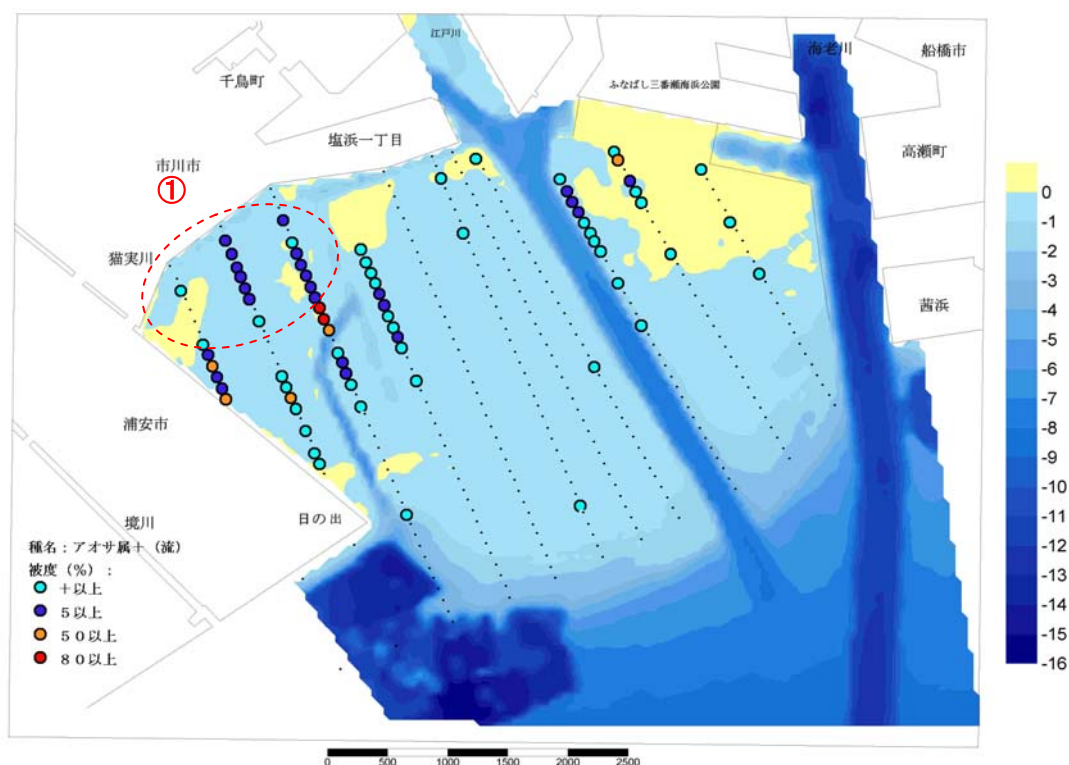 江戸川
海老川
船橋市
千鳥町
ふなばし三番瀬海浜公園
塩浜一丁目
高瀬町
市川市
①
猫実川
茜浜
浦安市
境川
日の出
種名：アオサ属＋（流）
被度（%）：
＋以上
５以上
５０以上
８０以上
0
-1
-2
-3
-4
-5
-6
-7
-8
-9
-10
-11
-12
-13
-14
-15
-16
0 500 1000 1500 2000 2500